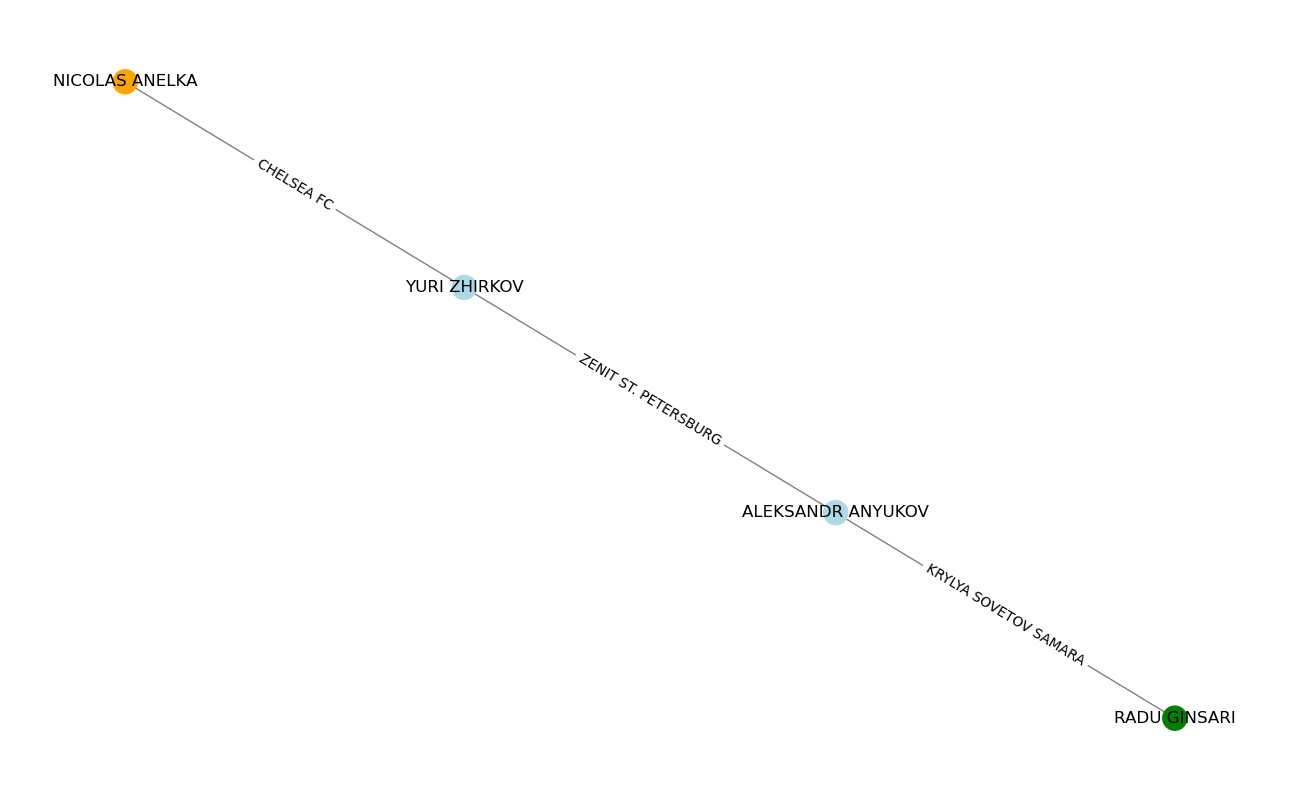 NICOLAS ANELKA
CHELSEA FC
YURI ZHIRKOV
ZENIT ST. PETERSBURG
ALEKSANDR ANYUKOV
KRYLYA SOVETOV SAMARA
RADU GINSARI